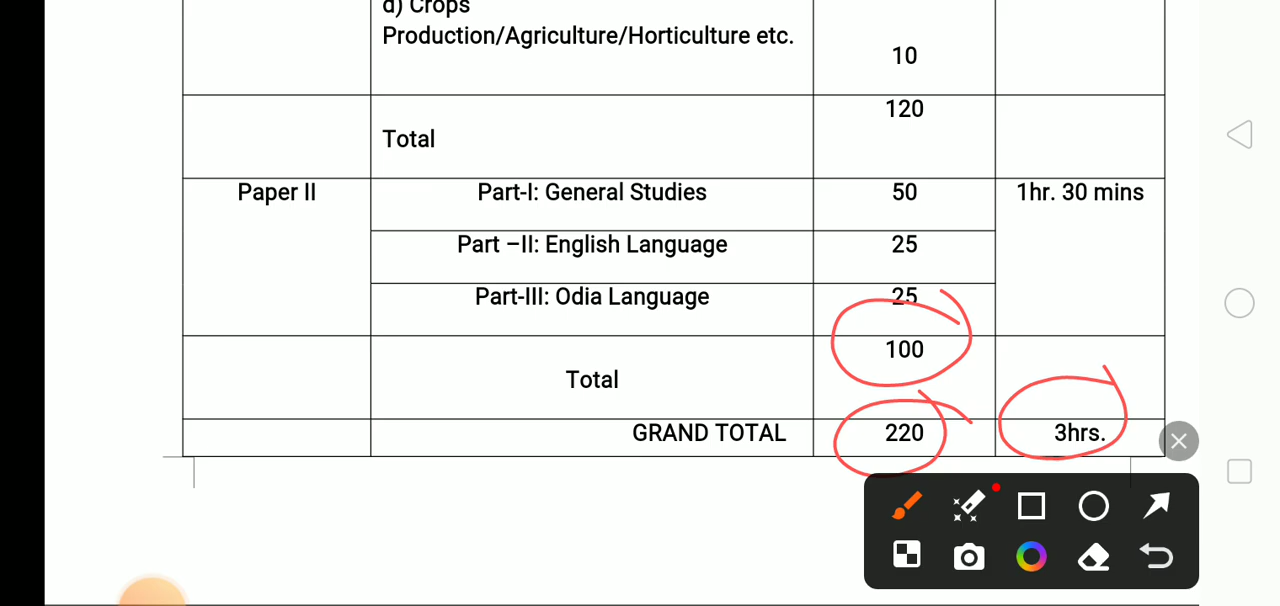 d) Crops
Production/Agriculture/Horticulture etc.
10
Total
120
Paper II
Part-I: General Studies
50
1hr. 30 mins
Part –II: English Language
25
Part-III: Odia Language
25
Total
100
GRAND TOTAL
220
3hrs.